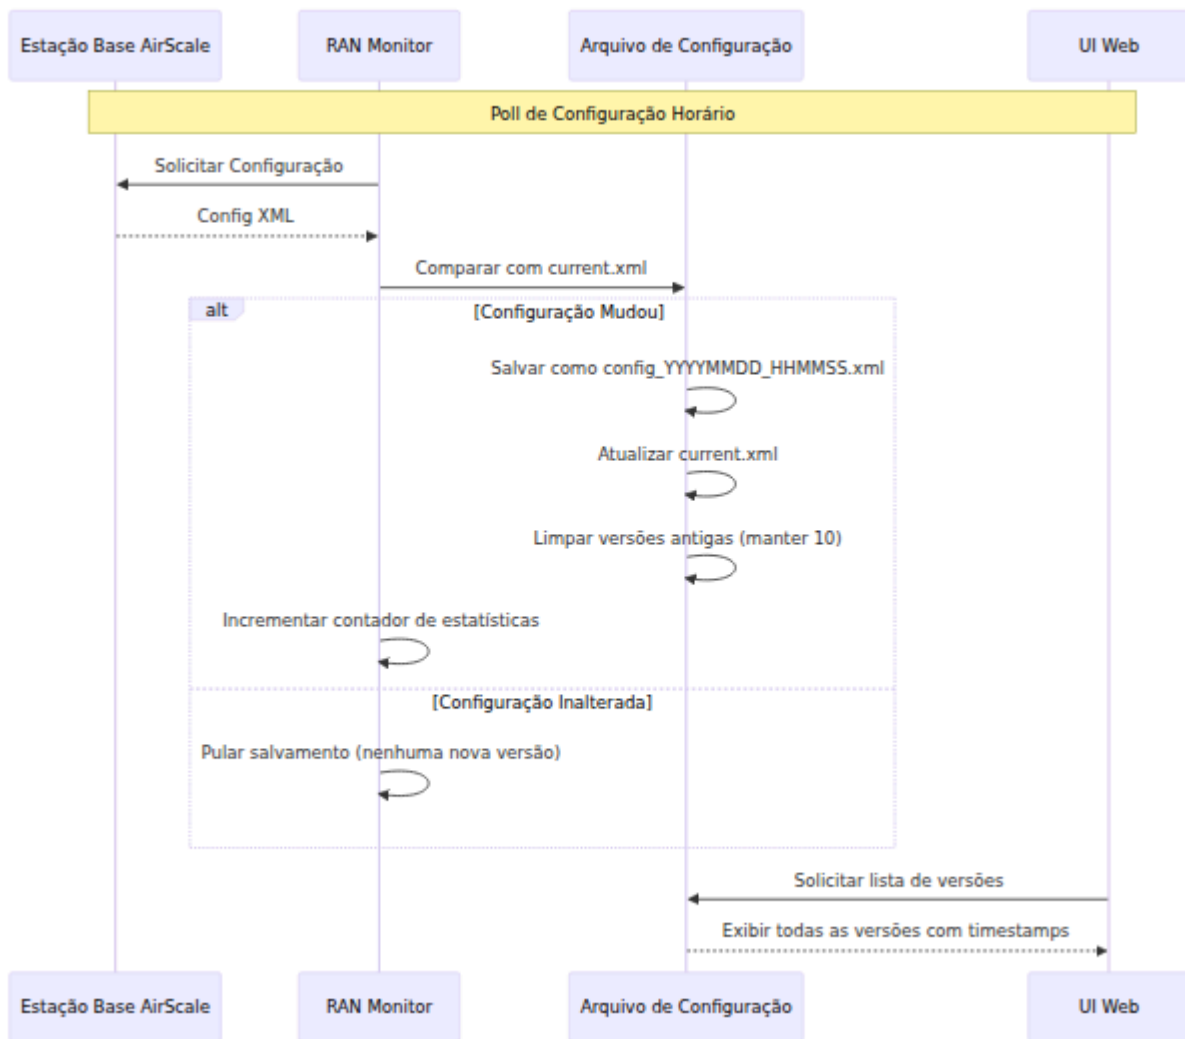 Estação Base AirScale
RAN Monitor
Arquivo de Configuração
UI Web
Poll de Configuração Horário
Solicitar Configuração
Config XML
Comparar com current.xml
alt
[Configuração Mudou]
Salvar como config_YYYYMMDD_HHMMSS.xml
Atualizar current.xml
Limpar versões antigas (manter 10)
Incrementar contador de estatísticas
[Configuração Inalterada]
Pular salvamento (nenhuma nova versão)
Solicitar lista de versões
Exibir todas as versões com timestamps
Estação Base AirScale
RAN Monitor
Arquivo de Configuração
UI Web